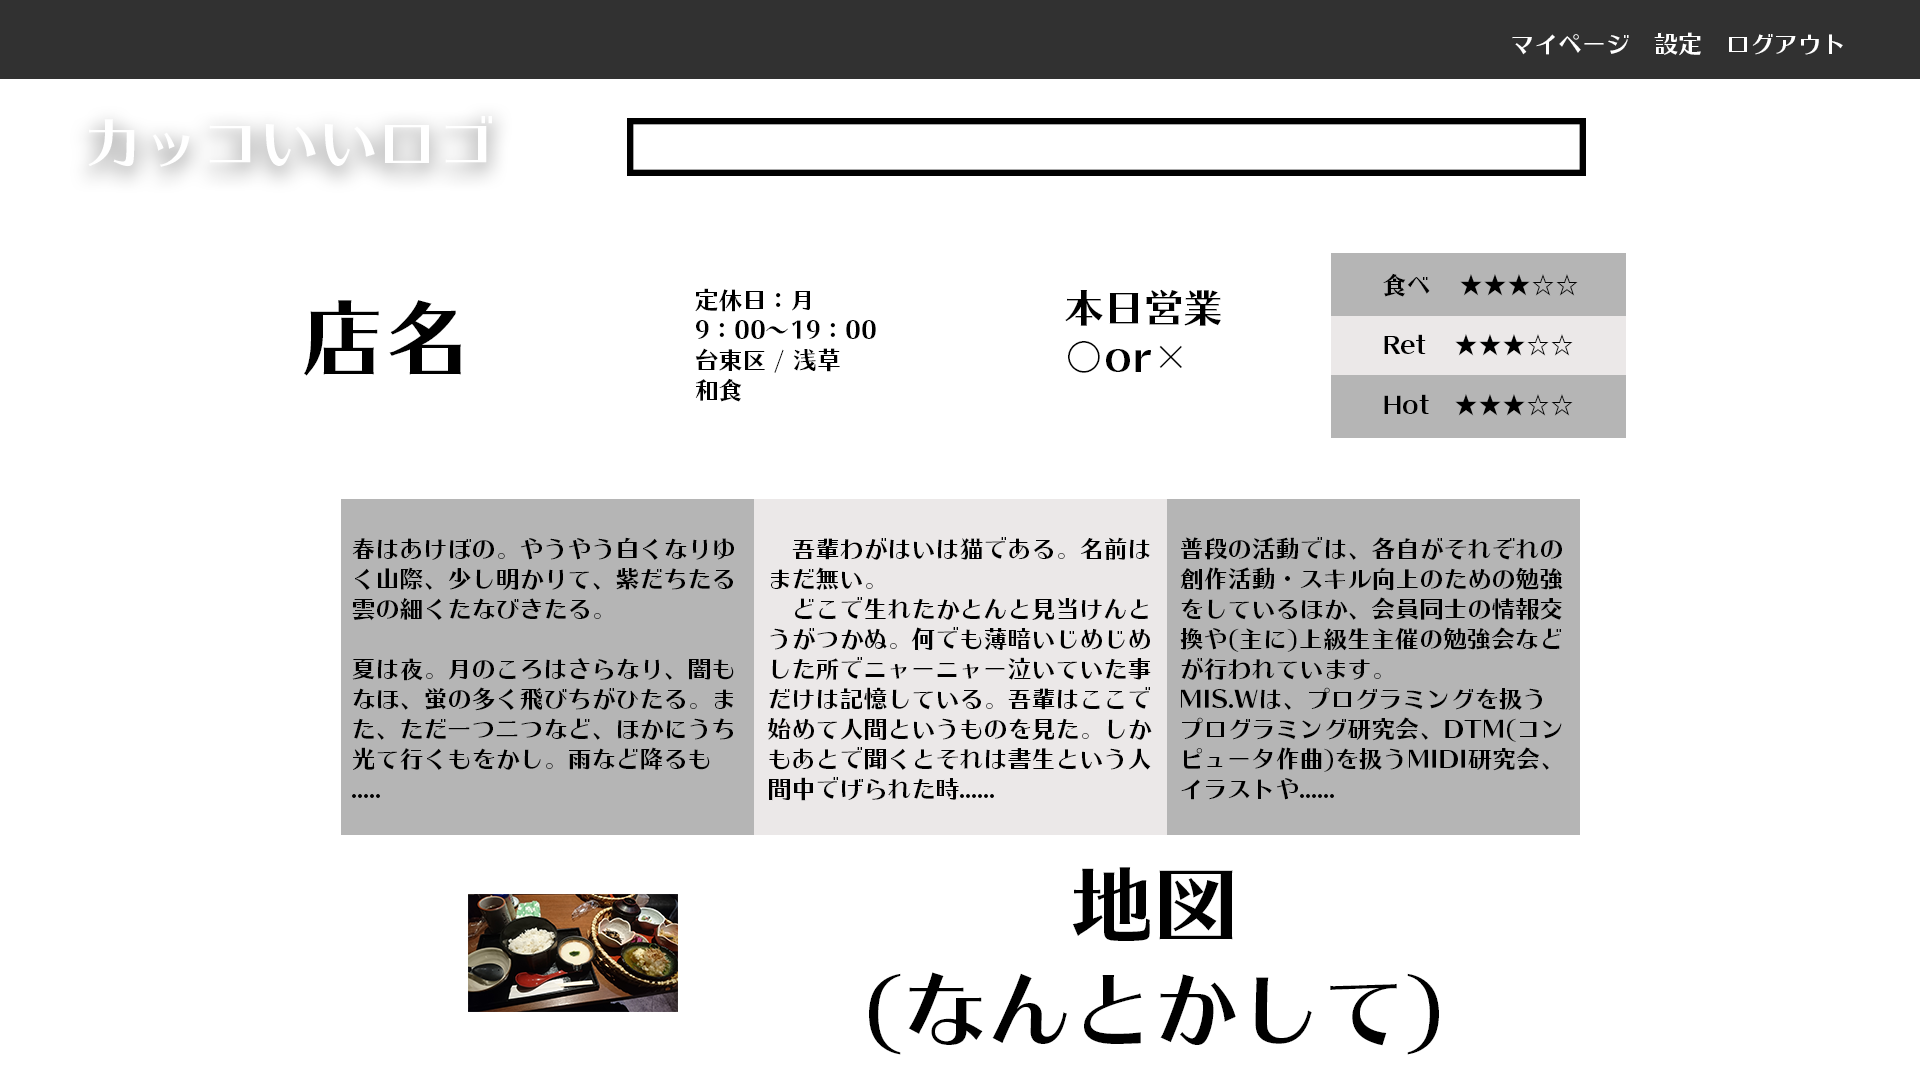 マイページ　設定　ログアウト
カッコいいロゴ
店名
定休日：月
9：00〜19：00
台東区 / 浅草
和食
本日営業
〇or×
食べ　★★★☆☆
Ret　★★★☆☆
Hot　★★★☆☆
春はあけぼの。やうやう白くなりゆ
く山際、少し明かりて、紫だちたる
雲の細くたなびきたる。
夏は夜。月のころはさらなり、闇も
なほ、蛍の多く飛びちがひたる。ま
た、ただ一つ二つなど、ほかにうち
光て行くもをかし。雨など降るも
.....
　吾輩わがはいは猫である。名前は
まだ無い。
　どこで生れたかとんと見当けんと
うがつかぬ。何でも薄暗いじめじめ
した所でニャーニャー泣いていた事
だけは記憶している。吾輩はここで
始めて人間というものを見た。しか
もあとで聞くとそれは書生という人
間中でげられた時......
普段の活動では、各自がそれぞれの
創作活動・スキル向上のための勉強
をしているほか、会員同士の情報交
換や(主に)上級生主催の勉強会など
が行われています。
MIS.Wは、プログラミングを扱う
プログラミング研究会、DTM(コン
ピュータ作曲)を扱うMIDI研究会、
イラストや......
地図
(なんとかして)